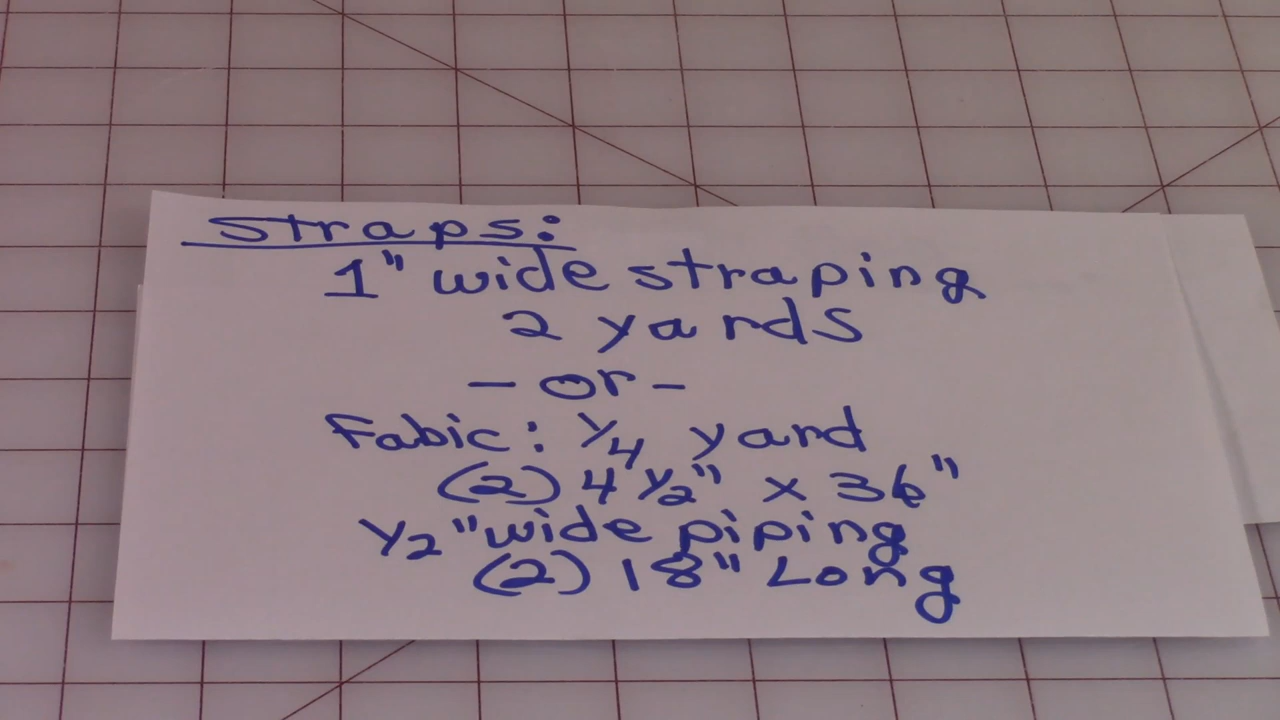 Straps:
1" wide straping
2 yards
- or -
Fabic: 1/4 yard
(2) 4 1/2" x 36"
1/2" wide piping
(2) 18" Long